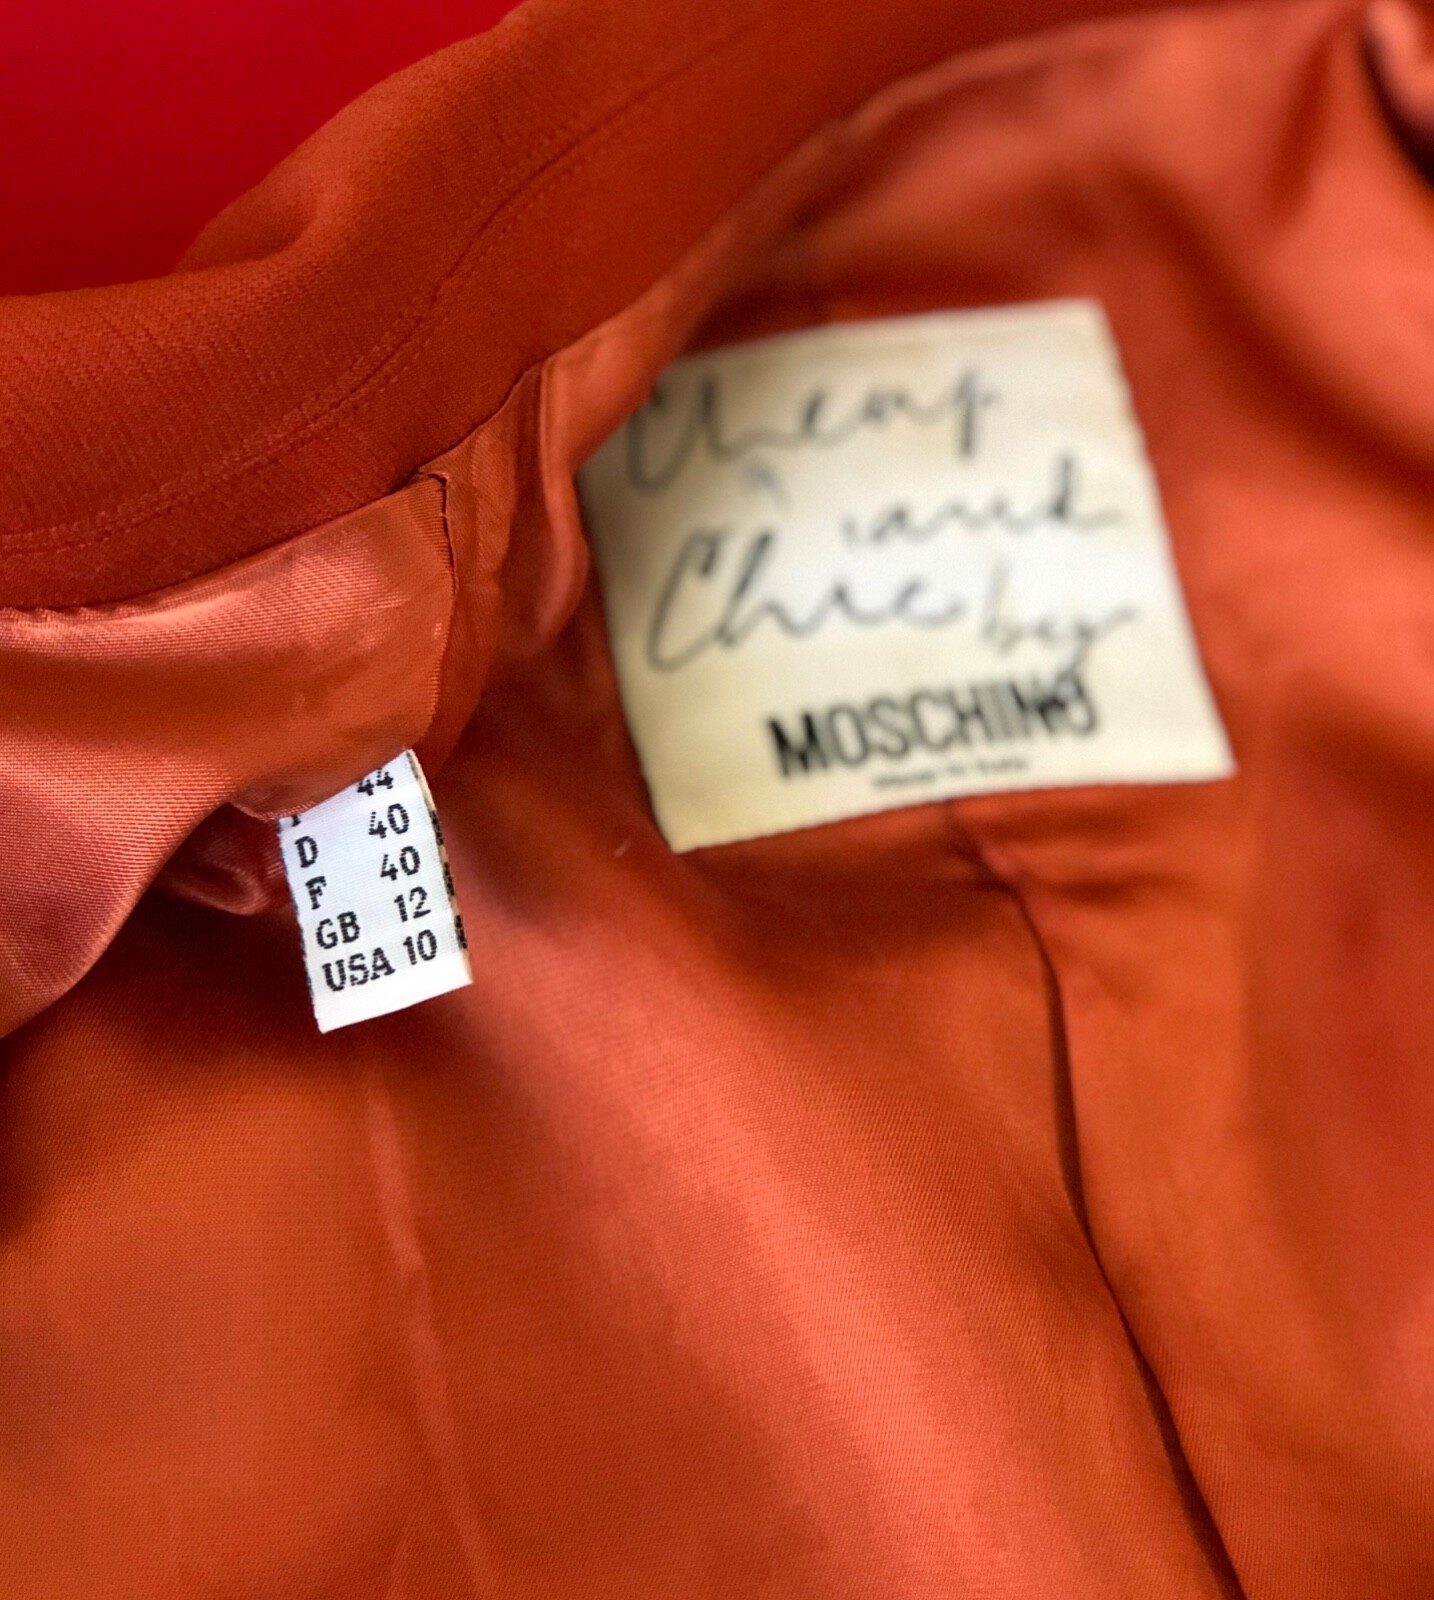 Cheap
and
Chic by
MOSCHINO
44
D 40
F 40
GB 12
USA 10